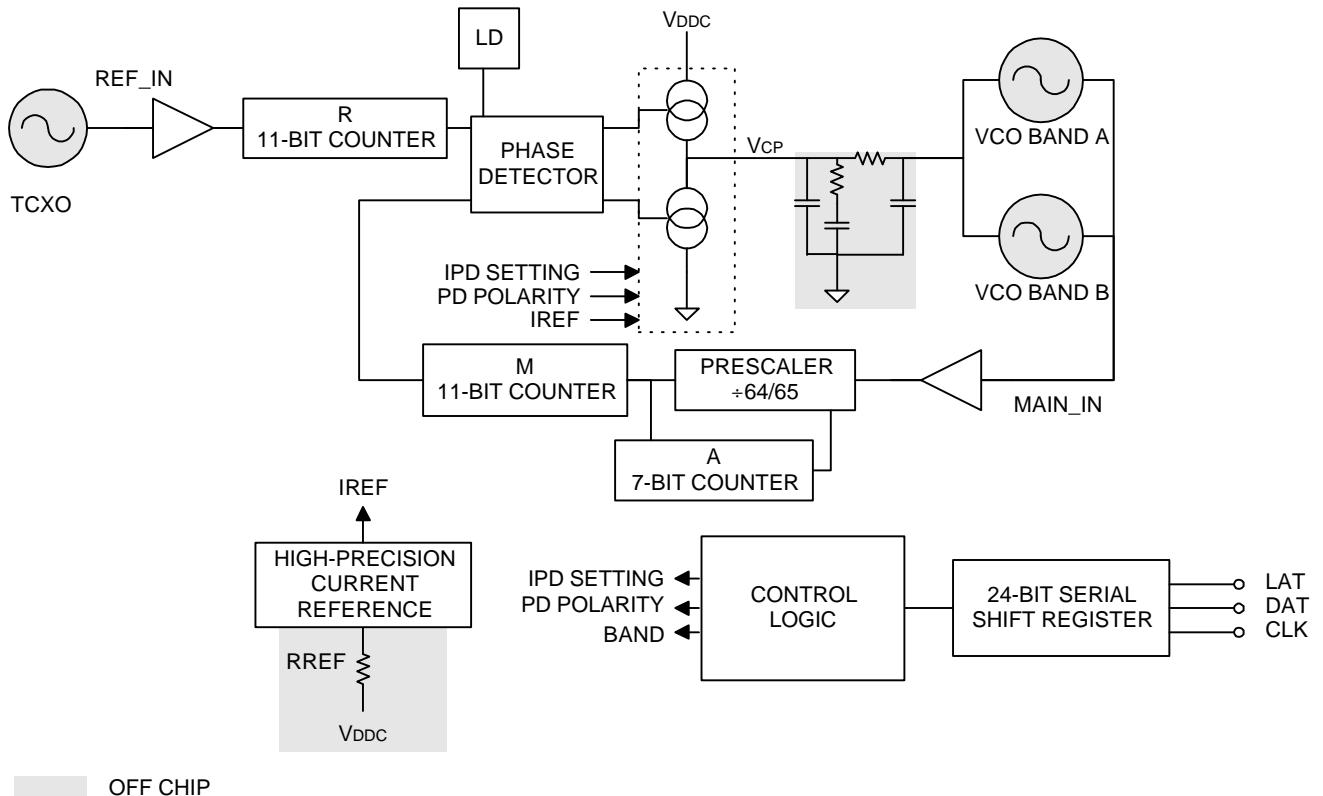 LD
VDDC
REF_IN
R
11-BIT COUNTER
TCXO
PHASE
DETECTOR
VCP
VCO BAND A
VCO BAND B
IPD SETTING
PD POLARITY
IREF
M
11-BIT COUNTER
PRESCALER
÷64/65
MAIN_IN
A
7-BIT COUNTER
IREF
HIGH-PRECISION
CURRENT
REFERENCE
RREF
VDDC
IPD SETTING
PD POLARITY
BAND
CONTROL
LOGIC
24-BIT SERIAL
SHIFT REGISTER
LAT
DAT
CLK
OFF CHIP